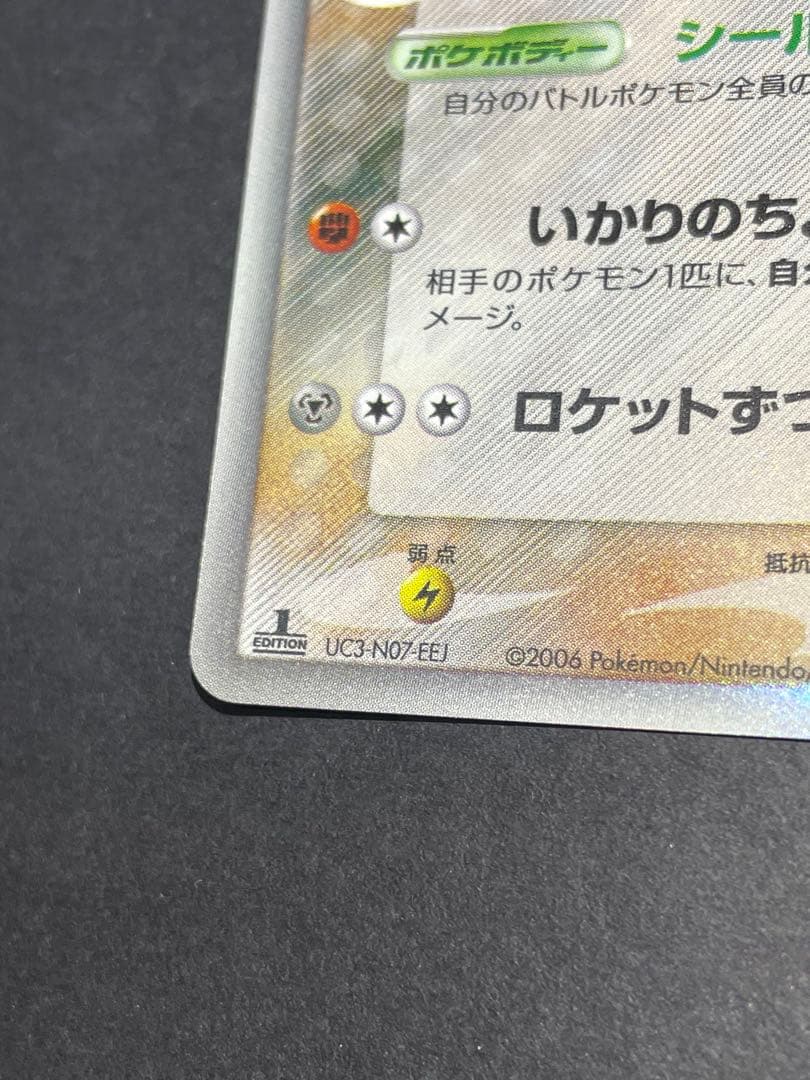 ポケボディー シール
自分のバトルポケモン全員の
闘 いかりのち
相手のポケモン1匹に、自
メージ。
ロケットずつ
弱点 抵抗
1
EDITION UC3-N07-EEJ ©2006 Pokémon/Nintendo/